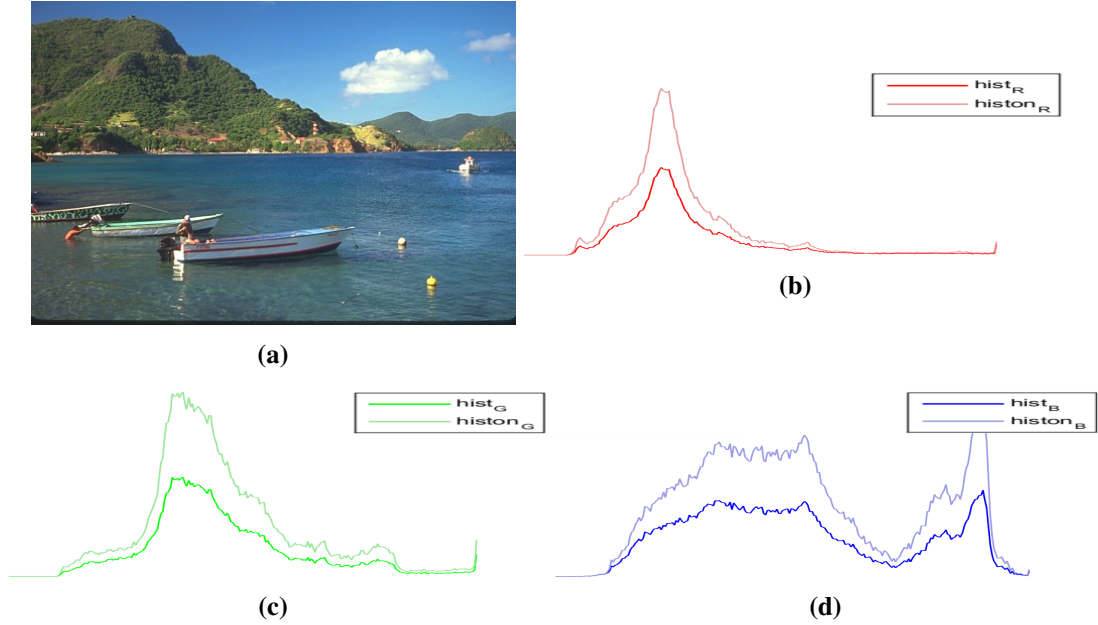 hist_R
histon_R
(b)
(a)
hist_G
histon_G
hist_B
histon_B
(c)
(d)